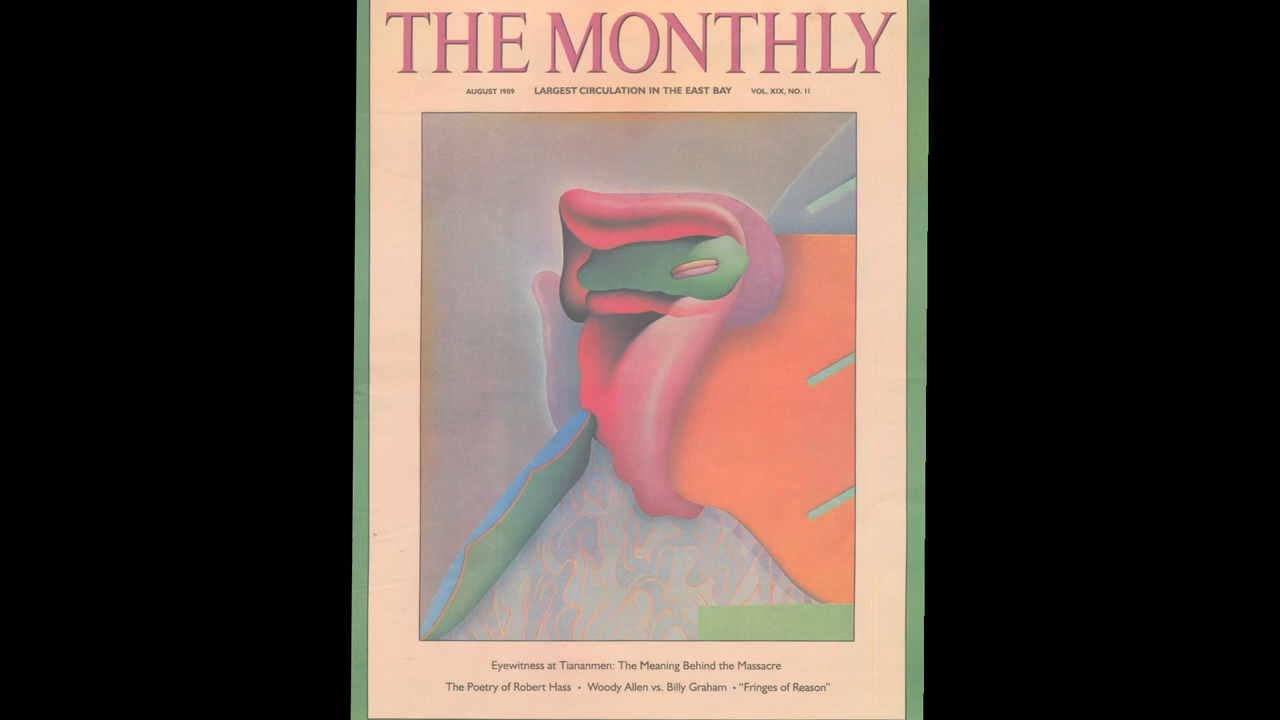 THE MONTHLY
AUGUST 1989 LARGEST CIRCULATION IN THE EAST BAY VOL. XIX, NO. 11
Eyewitness at Tiananmen: The Meaning Behind the Massacre
The Poetry of Robert Hass • Woody Allen vs. Billy Graham • "Fringes of Reason"